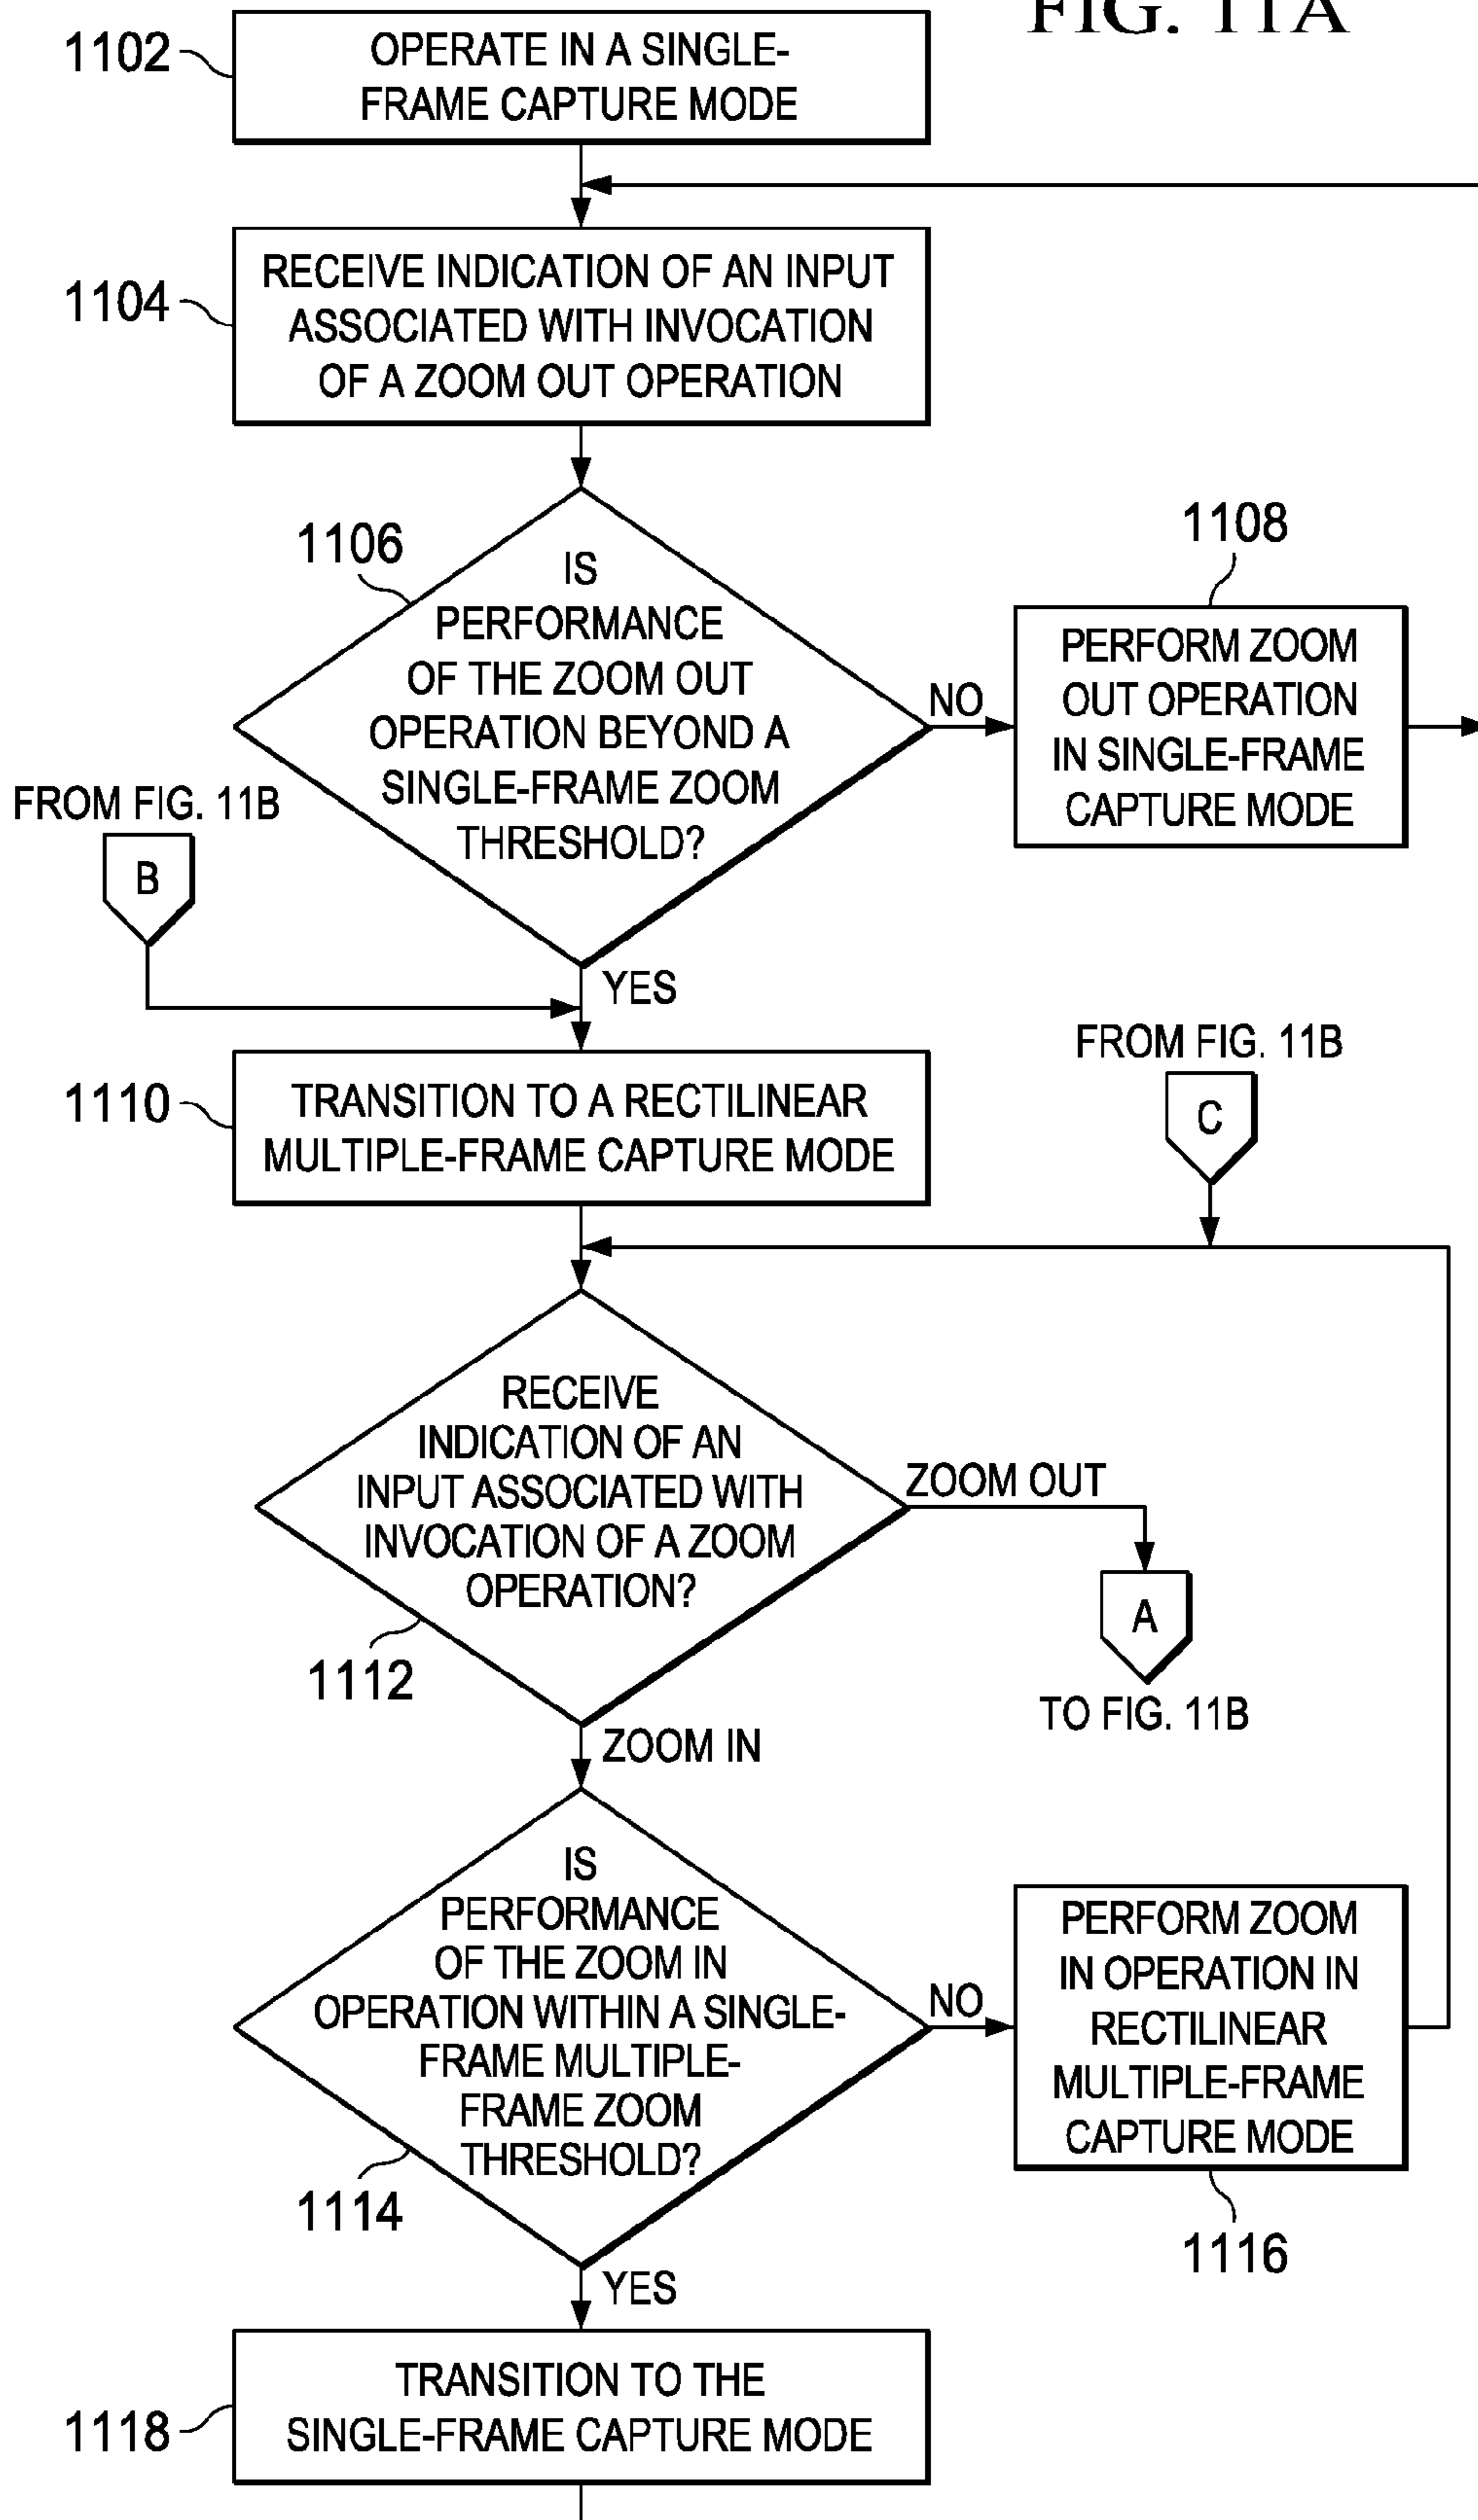 FIG. 11A
1102
OPERATE IN A SINGLE-
FRAME CAPTURE MODE
1104
RECEIVE INDICATION OF AN INPUT
ASSOCIATED WITH INVOCATION
OF A ZOOM OUT OPERATION
1106
IS
PERFORMANCE
OF THE ZOOM OUT
OPERATION BEYOND A
SINGLE-FRAME ZOOM
THRESHOLD?
NO
1108
PERFORM ZOOM
OUT OPERATION
IN SINGLE-FRAME
CAPTURE MODE
FROM FIG. 11B
B
YES
1110
TRANSITION TO A RECTILINEAR
MULTIPLE-FRAME CAPTURE MODE
FROM FIG. 11B
C
RECEIVE
INDICATION OF AN
INPUT ASSOCIATED WITH
INVOCATION OF A ZOOM
OPERATION?
1112
ZOOM OUT
A
TO FIG. 11B
ZOOM IN
IS
PERFORMANCE
OF THE ZOOM IN
OPERATION WITHIN A SINGLE-
FRAME MULTIPLE-
FRAME ZOOM
THRESHOLD?
1114
NO
PERFORM ZOOM
IN OPERATION IN
RECTILINEAR
MULTIPLE-FRAME
CAPTURE MODE
1116
YES
1118
TRANSITION TO THE
SINGLE-FRAME CAPTURE MODE